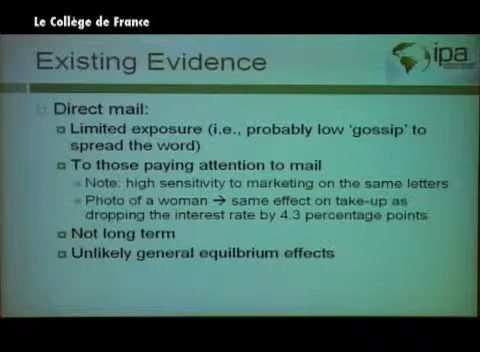 Le Collège de France
ipa
Existing Evidence
Direct mail:
Limited exposure (i.e., probably low 'gossip' to
spread the word)
To those paying attention to mail
Note: high sensitivity to marketing on the same letters
Photo of a woman → same effect on take-up as
dropping the interest rate by 4.3 percentage points
Not long term
Unlikely general equilbrium effects